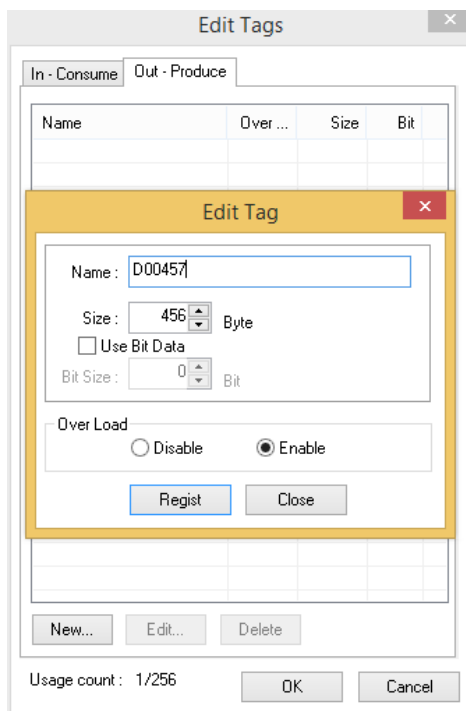 Edit Tags
In - Consume Out - Produce
Name Over ... Size Bit
Edit Tag
Name : D00457
Size : 456 Byte
Use Bit Data
Bit Size : 0 Bit
Over Load
Disable Enable
Regist Close
New... Edit... Delete
Usage count : 1/256 OK Cancel